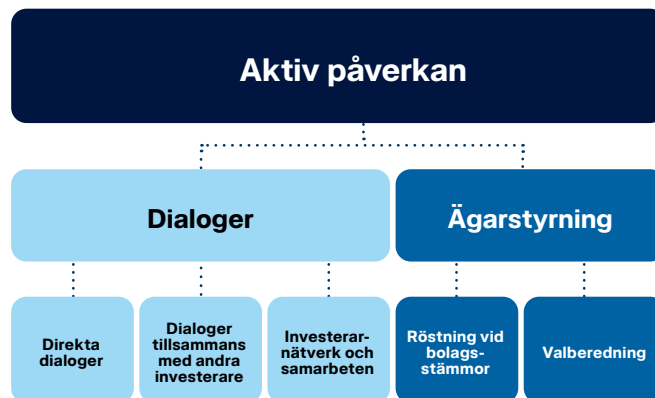 Aktiv påverkan
Dialoger
Ägarstyrning
Direkta
dialoger
Dialoger
tillsammans
med andra
investerare
Investerar-
nätverk och
samarbeten
Röstning vid
bolags-
stämmor
Valberedning